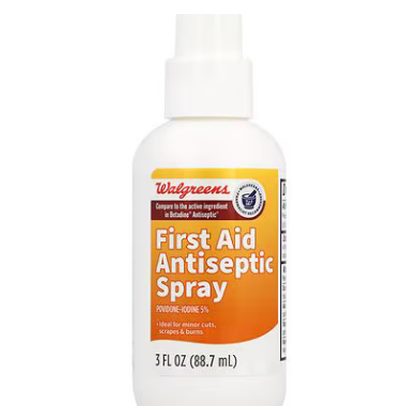 Walgreens
Compare to the active ingredient
in Betadine® Antiseptic*
First Aid
Antiseptic
Spray
POVIDONE-IODINE 5%
• Ideal for minor cuts,
scrapes & burns
3 FL OZ (88.7 mL)